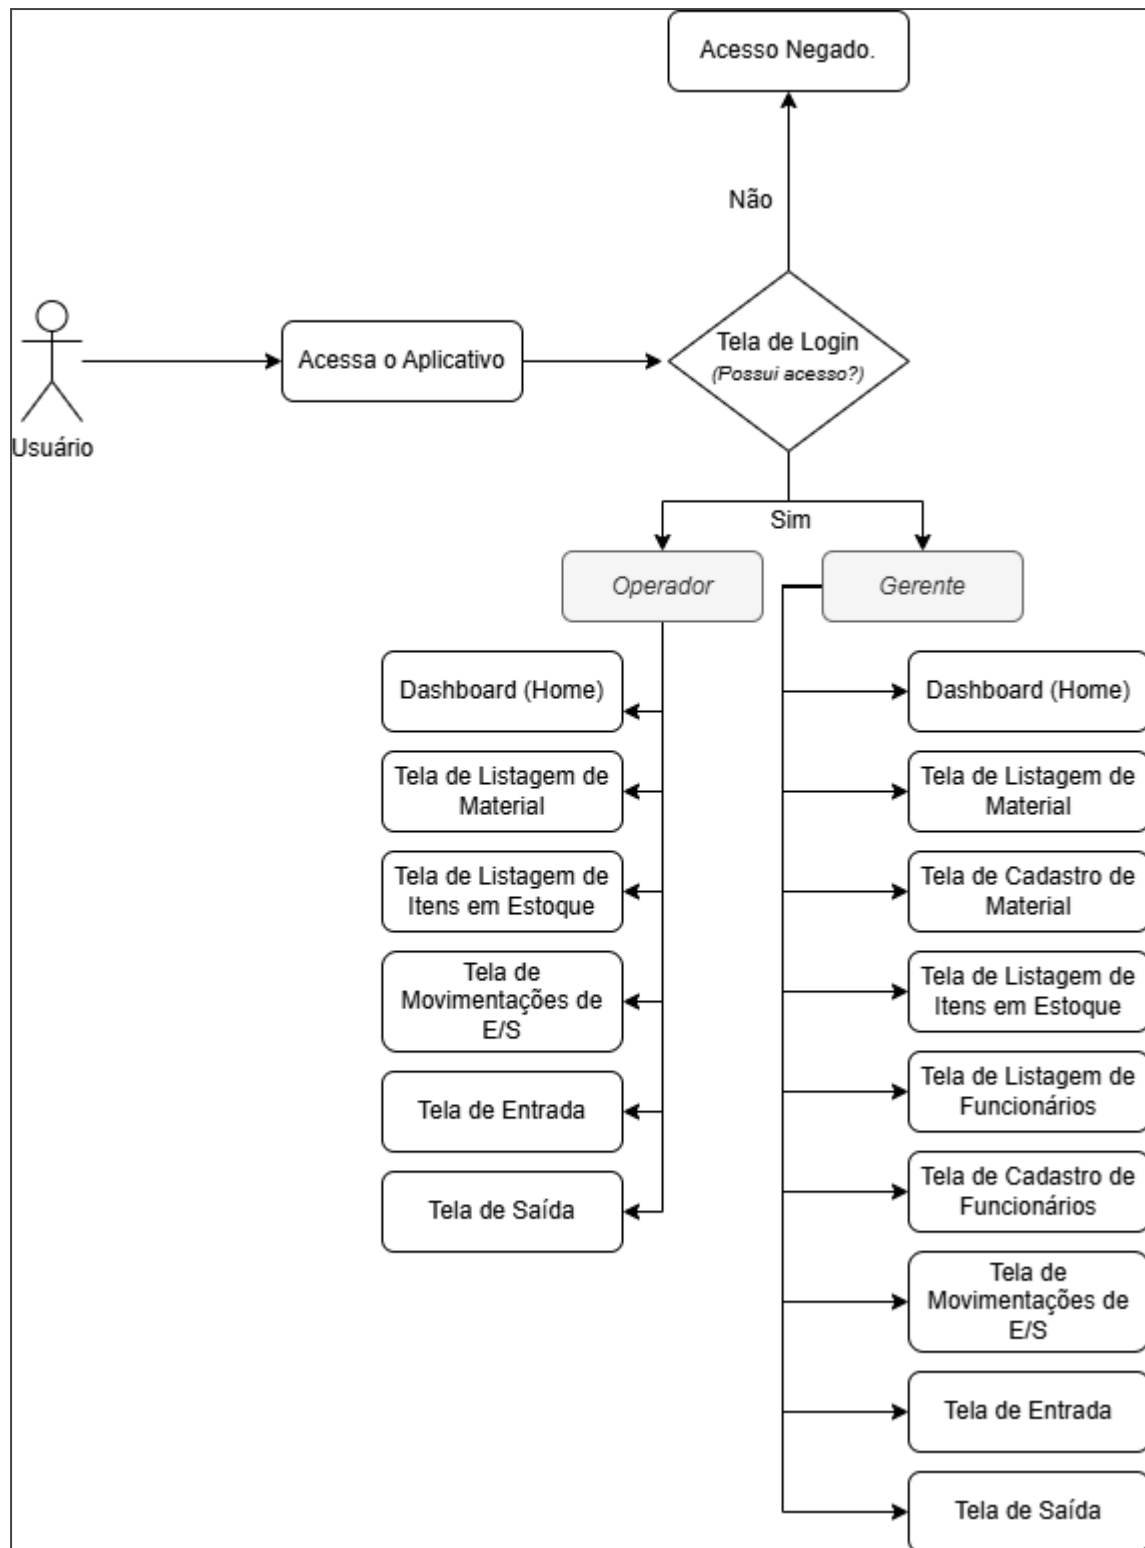 Acesso Negado.
Não
Tela de Login
(Possui acesso?)
Acessa o Aplicativo
Usuário
Sim
Operador
Gerente
Dashboard (Home)
Tela de Listagem de
Material
Tela de Listagem de
Itens em Estoque
Tela de
Movimentações de
E/S
Tela de Entrada
Tela de Saída
Dashboard (Home)
Tela de Listagem de
Material
Tela de Cadastro de
Material
Tela de Listagem de
Itens em Estoque
Tela de Listagem de
Funcionários
Tela de Cadastro de
Funcionários
Tela de
Movimentações de
E/S
Tela de Entrada
Tela de Saída